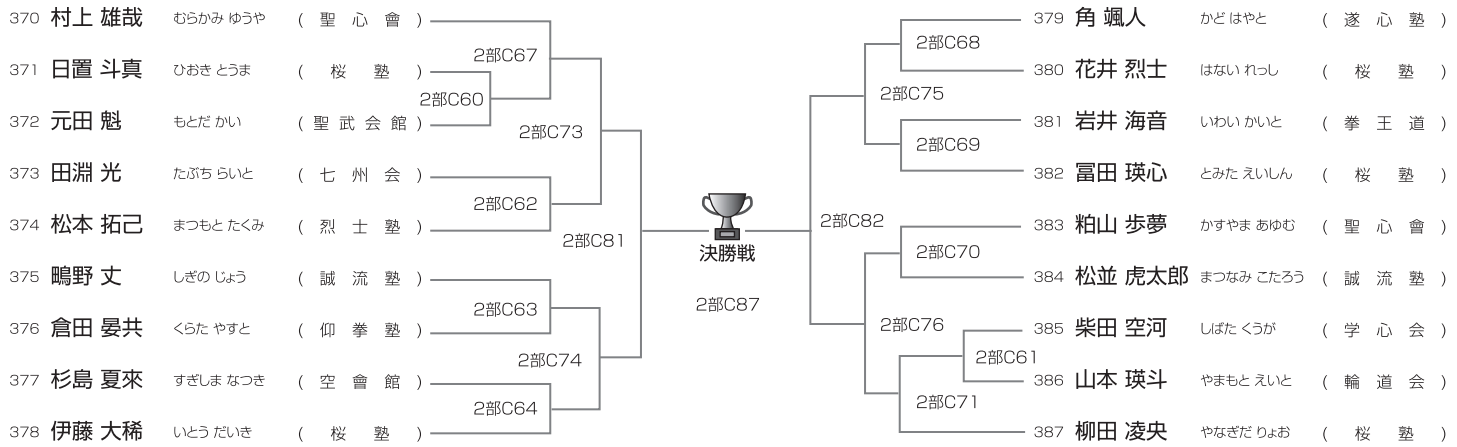 370 村上 雄哉 むらかみ ゆうや ( 聖 心 會 )
2部C67
371 日置 斗真 ひおき とうま ( 桜 塾 )
2部C60
372 元田 魁 もとだ かい ( 聖 武 会 館 )
2部C73
373 田淵 光 たぶち らいと ( 七 州 会 )
2部C62
374 松本 拓己 まつもと たくみ ( 烈 士 塾 )
2部C81
375 鴫野 丈 しぎの じょう ( 誠 流 塾 )
2部C63
376 倉田 晏共 くらた やすと ( 仰 拳 塾 )
2部C74
377 杉島 夏來 すぎしま なつき ( 空 會 館 )
2部C64
378 伊藤 大稀 いとう だいき ( 桜 塾 )
決勝戦
2部C87
379 角 颯人 かど はやと ( 遂 心 塾 )
2部C68
380 花井 烈士 はない れっし ( 桜 塾 )
2部C75
381 岩井 海音 いわい かいと ( 拳 王 道 )
2部C69
382 冨田 瑛心 とみた えいしん ( 桜 塾 )
2部C82
383 粕山 歩夢 かすやま あゆむ ( 聖 心 會 )
2部C70
384 松並 虎太郎 まつなみ こたろう ( 誠 流 塾 )
2部C76
385 柴田 空河 しばた くうが ( 学 心 会 )
2部C61
386 山本 瑛斗 やまもと えいと ( 輪 道 会 )
2部C71
387 柳田 凌央 やなぎだ りょお ( 桜 塾 )